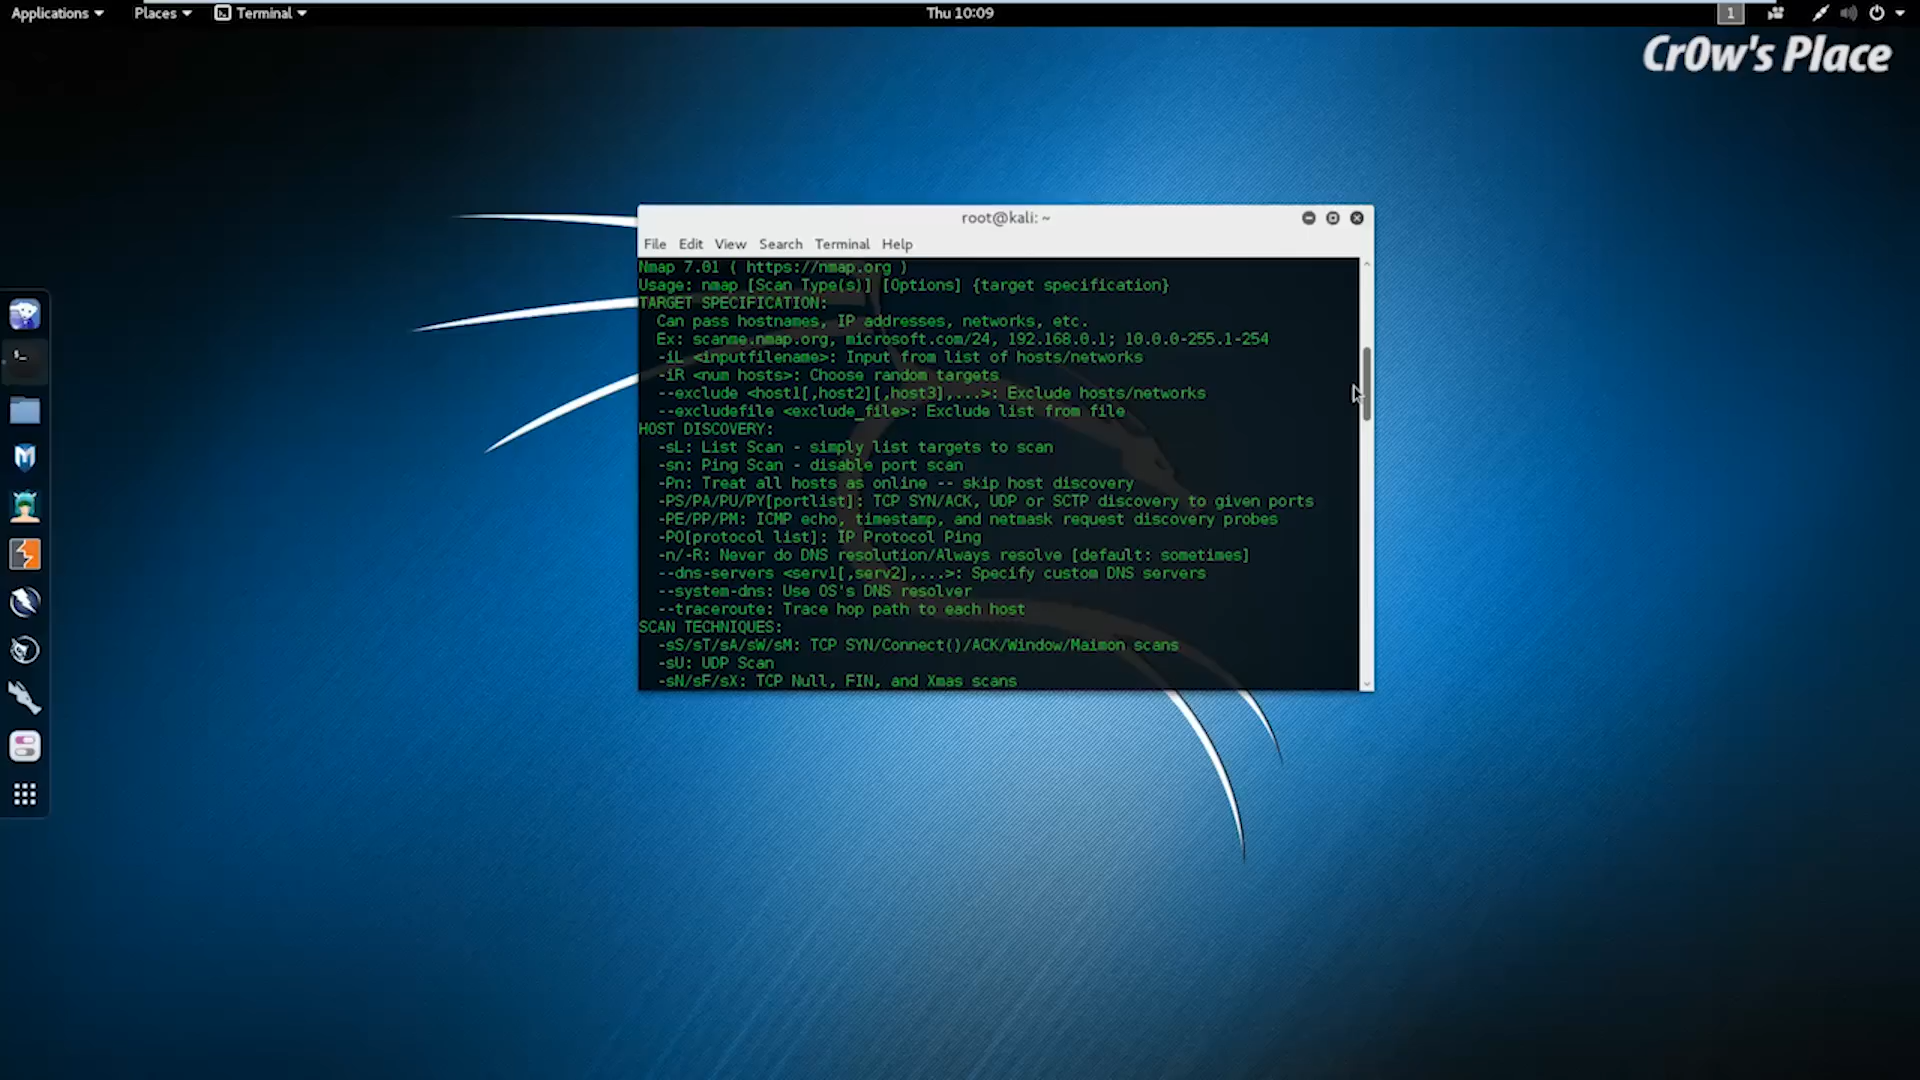 Applications Places Terminal Thu 10:09 1
Cr0w's Place
root@kali: ~
File Edit View Search Terminal Help
Nmap 7.01 ( https://nmap.org )
Usage: nmap [Scan Type(s)] [Options] {target specification}
TARGET SPECIFICATION:
Can pass hostnames, IP addresses, networks, etc.
Ex: scanme.nmap.org, microsoft.com/24, 192.168.0.1; 10.0.0-255.1-254
-iL <inputfilename>: Input from list of hosts/networks
-iR <num hosts>: Choose random targets
--exclude <host1[,host2][,host3],...>: Exclude hosts/networks
--excludefile <exclude_file>: Exclude list from file
HOST DISCOVERY:
-sL: List Scan - simply list targets to scan
-sn: Ping Scan - disable port scan
-Pn: Treat all hosts as online -- skip host discovery
-PS/PA/PU/PY[portlist]: TCP SYN/ACK, UDP or SCTP discovery to given ports
-PE/PP/PM: ICMP echo, timestamp, and netmask request discovery probes
-PO[protocol list]: IP Protocol Ping
-n/-R: Never do DNS resolution/Always resolve [default: sometimes]
--dns-servers <serv1[,serv2],...>: Specify custom DNS servers
--system-dns: Use OS's DNS resolver
--traceroute: Trace hop path to each host
SCAN TECHNIQUES:
-sS/sT/sA/sW/sM: TCP SYN/Connect()/ACK/Window/Maimon scans
-sU: UDP Scan
-sN/sF/sX: TCP Null, FIN, and Xmas scans